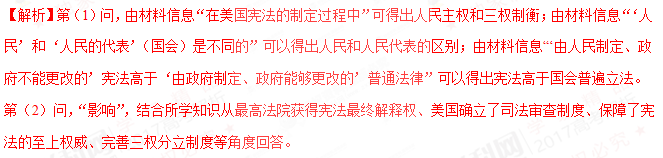 【解析】第（1）问，由材料信息“在美国宪法的制定过程中”可得出人民主权和三权制衡；由材料信息“‘人
民’和‘人民的代表’（国会）是不同的”可以得出人民和人民代表的区别；由材料信息““由人民制定、政
府不能更改的’宪法高于‘由政府制定、政府能够更改的’普通法律”可以得出宪法高于国会普遍立法。
第（2）问，“影响”，结合所学知识从最高法院获得宪法最终解释权、美国确立了司法审查制度、保障了宪
法的至上权威、完善三权分立制度等角度回答。